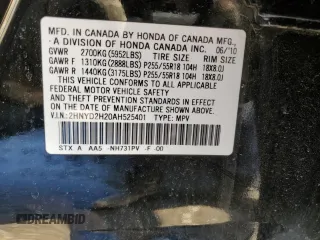 MFD. IN CANADA BY HONDA OF CANADA MFG.,
A DIVISION OF HONDA CANADA INC. 06/10
GVWR 2700KG (5952LBS) TIRE SIZE RIM SIZE
GAWR F 1310KG (2888LBS) P255/55R18 104H 18X8.0J
GAWR R 1440KG (3175LBS) P255/55R18 104H 18X8.0J
THIS VEHICLE CONFORMS TO ALL APPLICABLE
FEDERAL MOTOR VEHICLE SAFETY STANDARDS
IN EFFECT ON THE DATE OF
MANUFACTURE SHOWN ABOVE.
V.I.N.: 2HNYD2H20AH525401 TYPE: MPV
STX A AA5 NH731PV -F -00
DREAMBID